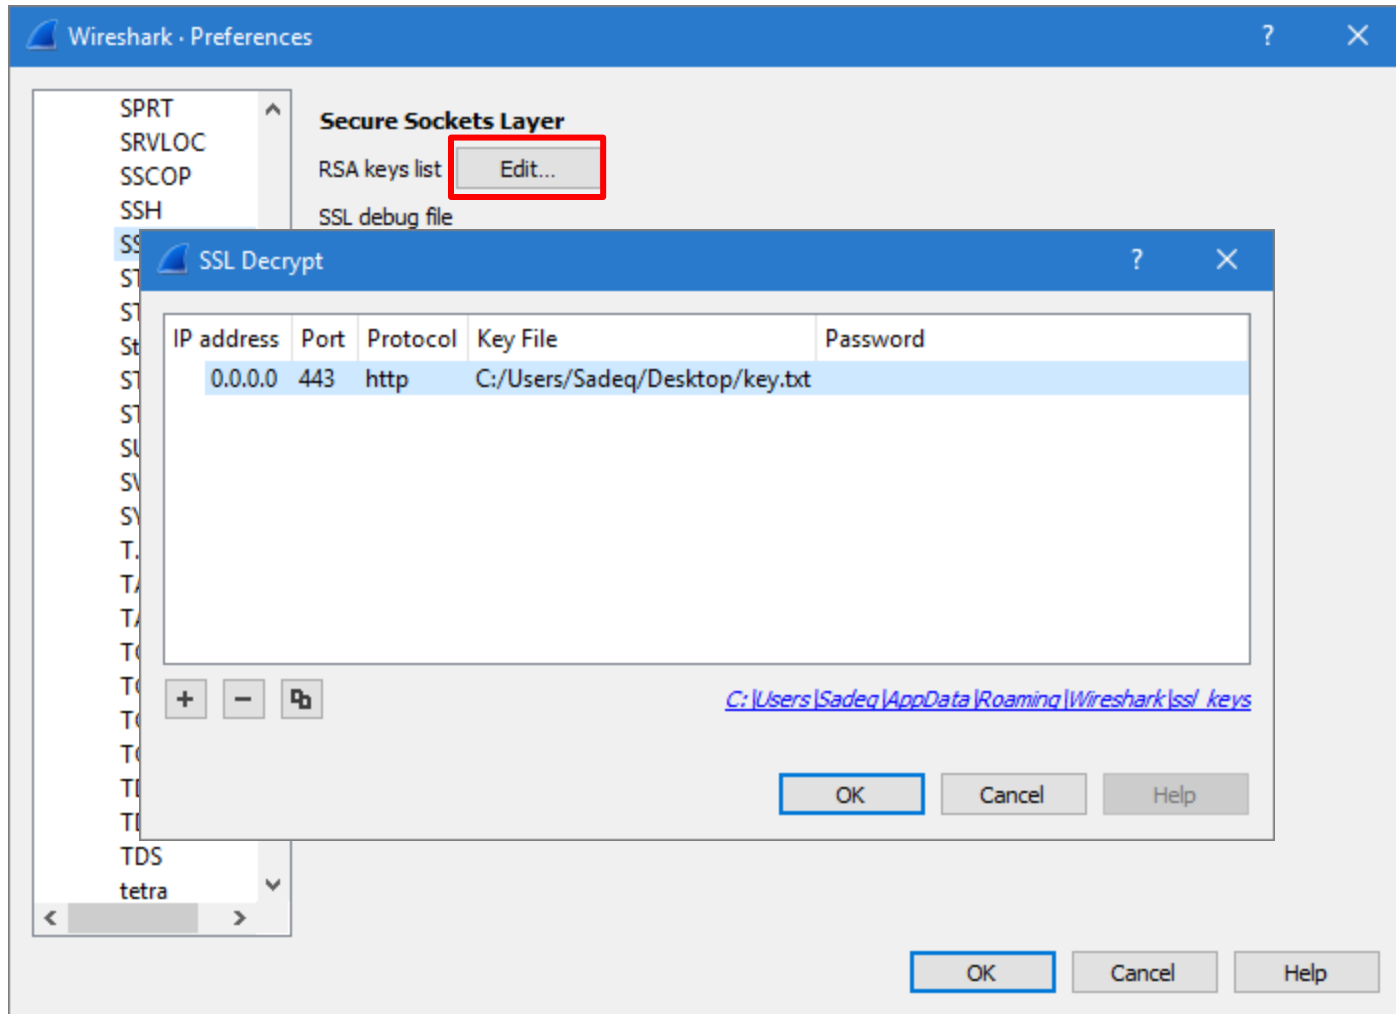 Wireshark · Preferences
SPRT
SRVLOC
SSCOP
SSH
Secure Sockets Layer
RSA keys list Edit...
SSL debug file
SSL Decrypt
IP address Port Protocol Key File Password
0.0.0.0 443 http C:/Users/Sadeq/Desktop/key.txt
C:\Users\Sadeq\AppData\Roaming\Wireshark\ssl_keys
OK Cancel Help
TDS
tetra
OK Cancel Help